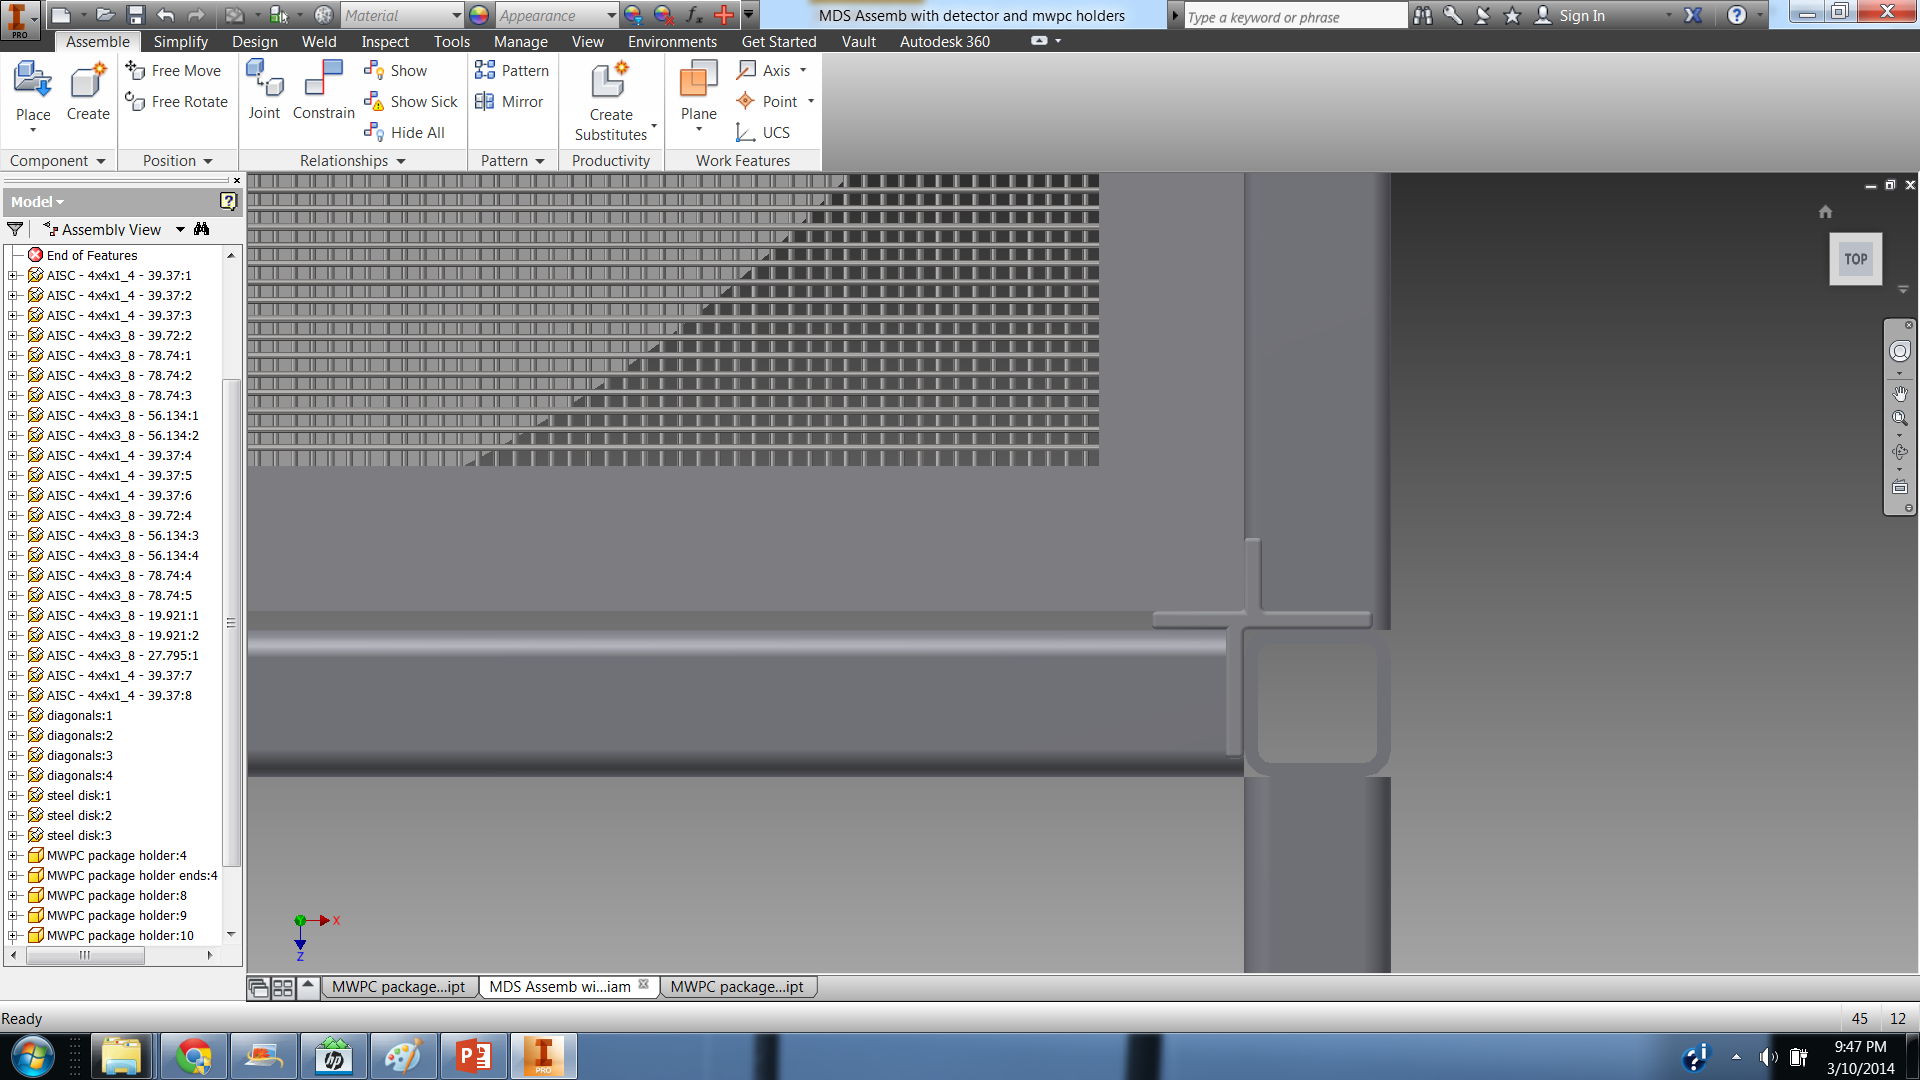 Material
Appearance
MDS Assemb with detector and mwpc holders
Type a keyword or phrase
Sign In
PRO
Assemble Simplify Design Weld Inspect Tools Manage View Environments Get Started Vault Autodesk 360
Place
Create
Free Move
Free Rotate
Joint
Constrain
Show
Show Sick
Hide All
Pattern
Mirror
Create
Substitutes
Plane
Axis
Point
UCS
Component Position Relationships Pattern Productivity Work Features
Model
Assembly View
End of Features
AISC - 4x4x1_4 - 39.37:1
AISC - 4x4x1_4 - 39.37:2
AISC - 4x4x1_4 - 39.37:3
AISC - 4x4x3_8 - 39.72:2
AISC - 4x4x3_8 - 78.74:1
AISC - 4x4x3_8 - 78.74:2
AISC - 4x4x3_8 - 78.74:3
AISC - 4x4x3_8 - 56.134:1
AISC - 4x4x3_8 - 56.134:2
AISC - 4x4x1_4 - 39.37:4
AISC - 4x4x1_4 - 39.37:5
AISC - 4x4x1_4 - 39.37:6
AISC - 4x4x3_8 - 39.72:4
AISC - 4x4x3_8 - 56.134:3
AISC - 4x4x3_8 - 56.134:4
AISC - 4x4x3_8 - 78.74:4
AISC - 4x4x3_8 - 78.74:5
AISC - 4x4x3_8 - 19.921:1
AISC - 4x4x3_8 - 19.921:2
AISC - 4x4x3_8 - 27.795:1
AISC - 4x4x1_4 - 39.37:7
AISC - 4x4x1_4 - 39.37:8
diagonals:1
diagonals:2
diagonals:3
diagonals:4
steel disk:1
steel disk:2
steel disk:3
MWPC package holder:4
MWPC package holder ends:4
MWPC package holder:8
MWPC package holder:9
MWPC package holder:10
TOP
X
Z
MWPC package...ipt
MDS Assemb wi...iam
MWPC package...ipt
Ready
45 12
hp
PRO
9:47 PM
3/10/2014